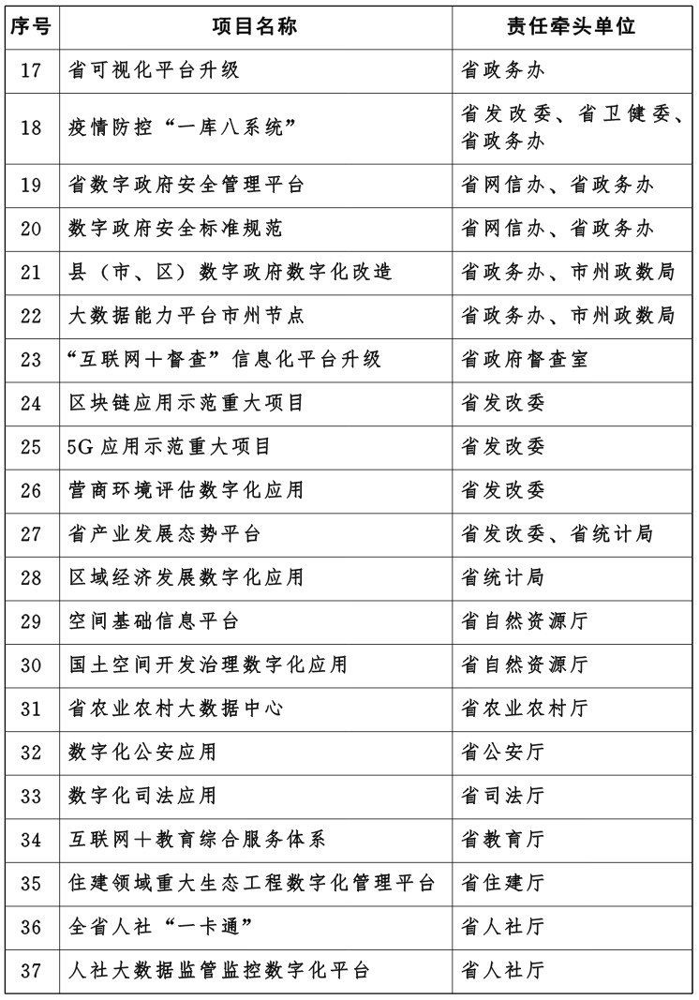 序号 项目名称 责任牵头单位
17 省可视化平台升级 省政务办
18 疫情防控“一库八系统” 省发改委、省卫健委、
省政务办
19 省数字政府安全管理平台 省网信办、省政务办
20 数字政府安全标准规范 省网信办、省政务办
21 县（市、区）数字政府数字化改造 省政务办、市州政数局
22 大数据能力平台市州节点 省政务办、市州政数局
23 “互联网＋督查”信息化平台升级 省政府督查室
24 区块链应用示范重大项目 省发改委
25 5G应用示范重大项目 省发改委
26 营商环境评估数字化应用 省发改委
27 省产业发展态势平台 省发改委、省统计局
28 区域经济发展数字化应用 省统计局
29 空间基础信息平台 省自然资源厅
30 国土空间开发治理数字化应用 省自然资源厅
31 省农业农村大数据中心 省农业农村厅
32 数字化公安应用 省公安厅
33 数字化司法应用 省司法厅
34 互联网＋教育综合服务体系 省教育厅
35 住建领域重大生态工程数字化管理平台 省住建厅
36 全省人社“一卡通” 省人社厅
37 人社大数据监管监控数字化平台 省人社厅